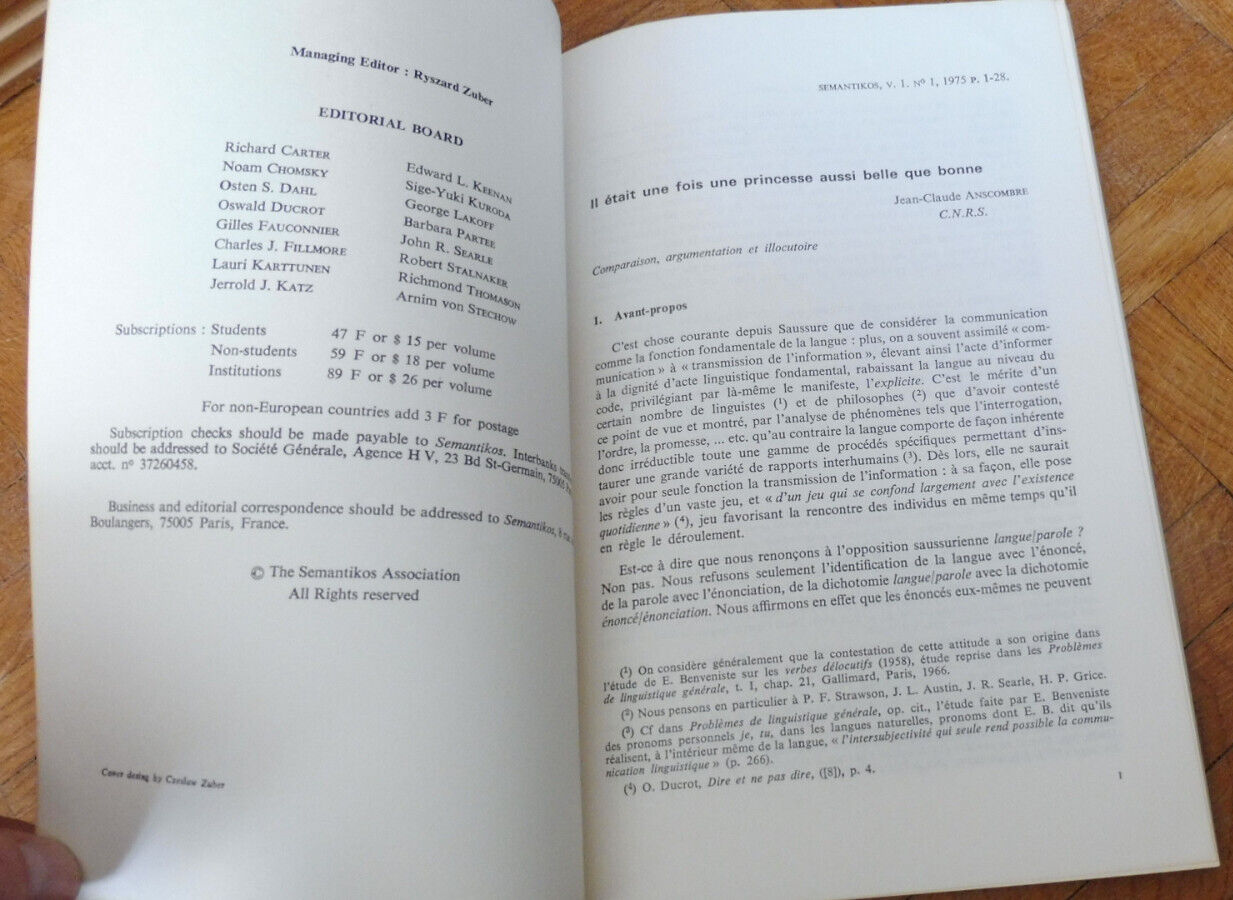 Managing Editor : Ryszard Zuber
EDITORIAL BOARD
Richard CARTER
Noam CHOMSKY
Osten S. DAHL
Oswald DUCROT
Gilles FAUCONNIER
Charles J. FILLMORE
Lauri KARTTUNEN
Jerrold J. KATZ
Edward L. KEENAN
Sige-Yuki KURODA
George LAKOFF
Barbara PARTEE
John R. SEARLE
Robert STALNAKER
Richmond THOMASON
Arnim von STECHOW
Subscriptions : Students 47 F or $ 15 per volume
Non-students 59 F or $ 18 per volume
Institutions 89 F or $ 26 per volume
For non-European countries add 3 F for postage
Subscription checks should be made payable to Semantikos. Interbanks
should be addressed to Société Générale, Agence H V, 23 Bd St-Germain, 75005
acct. nº 37260458.
Business and editorial correspondence should be addressed to Semantikos, 8
Boulangers, 75005 Paris, France.
© The Semantikos Association
All Rights reserved
Cover desing by Czeslaw Zuber
SEMANTIKOS, V. 1. Nº 1, 1975 P. 1-28.
Il était une fois une princesse aussi belle que bonne
Jean-Claude ANSCOMBRE
C.N.R.S.
Comparaison, argumentation et illocutoire
1. Avant-propos
C'est chose courante depuis Saussure que de considérer la communication
comme la fonction fondamentale de la langue : plus, on a souvent assimilé « com-
munication » à « transmission de l'information », élevant ainsi l'acte d'informer
à la dignité d'acte linguistique fondamental, rabaissant la langue au niveau du
code, privilégiant par là-même le manifeste, l'explicite. C'est le mérite d'un
certain nombre de linguistes (1) et de philosophes (2) que d'avoir contesté
ce point de vue et montré, par l'analyse de phénomènes tels que l'interrogation,
l'ordre, la promesse, ... etc. qu'au contraire la langue comporte de façon inhérente
donc irréductible toute une gamme de procédés spécifiques permettant d'ins-
taurer une grande variété de rapports interhumains (3). Dès lors, elle ne saurait
avoir pour seule fonction la transmission de l'information : à sa façon, elle pose
les règles d'un vaste jeu, et « d'un jeu qui se confond largement avec l'existence
quotidienne » (4), jeu favorisant la rencontre des individus en même temps qu'il
en règle le déroulement.
Est-ce à dire que nous renonçons à l'opposition saussurienne langue/parole ?
Non pas. Nous refusons seulement l'identification de la langue avec l'énoncé,
de la parole avec l'énonciation, de la dichotomie langue/parole avec la dichotomie
énoncé/énonciation. Nous affirmons en effet que les énoncés eux-mêmes ne peuvent
(1) On considère généralement que la contestation de cette attitude a son origine dans
l'étude de E. Benveniste sur les verbes délocutifs (1958), étude reprise dans les Problèmes
de linguistique générale, t. I, chap. 21, Gallimard, Paris, 1966.
(2) Nous pensons en particulier à P. F. Strawson, J. L. Austin, J. R. Searle, H. P. Grice.
(3) Cf dans Problèmes de linguistique générale, op. cit., l'étude faite par E. Benveniste
des pronoms personnels je, tu, dans les langues naturelles, pronoms dont E. B. dit qu'ils
réalisent, à l'intérieur même de la langue, « l'intersubjectivité qui seule rend possible la commu-
nication linguistique » (p. 266).
(4) O. Ducrot, Dire et ne pas dire, ([8]), p. 4.
1